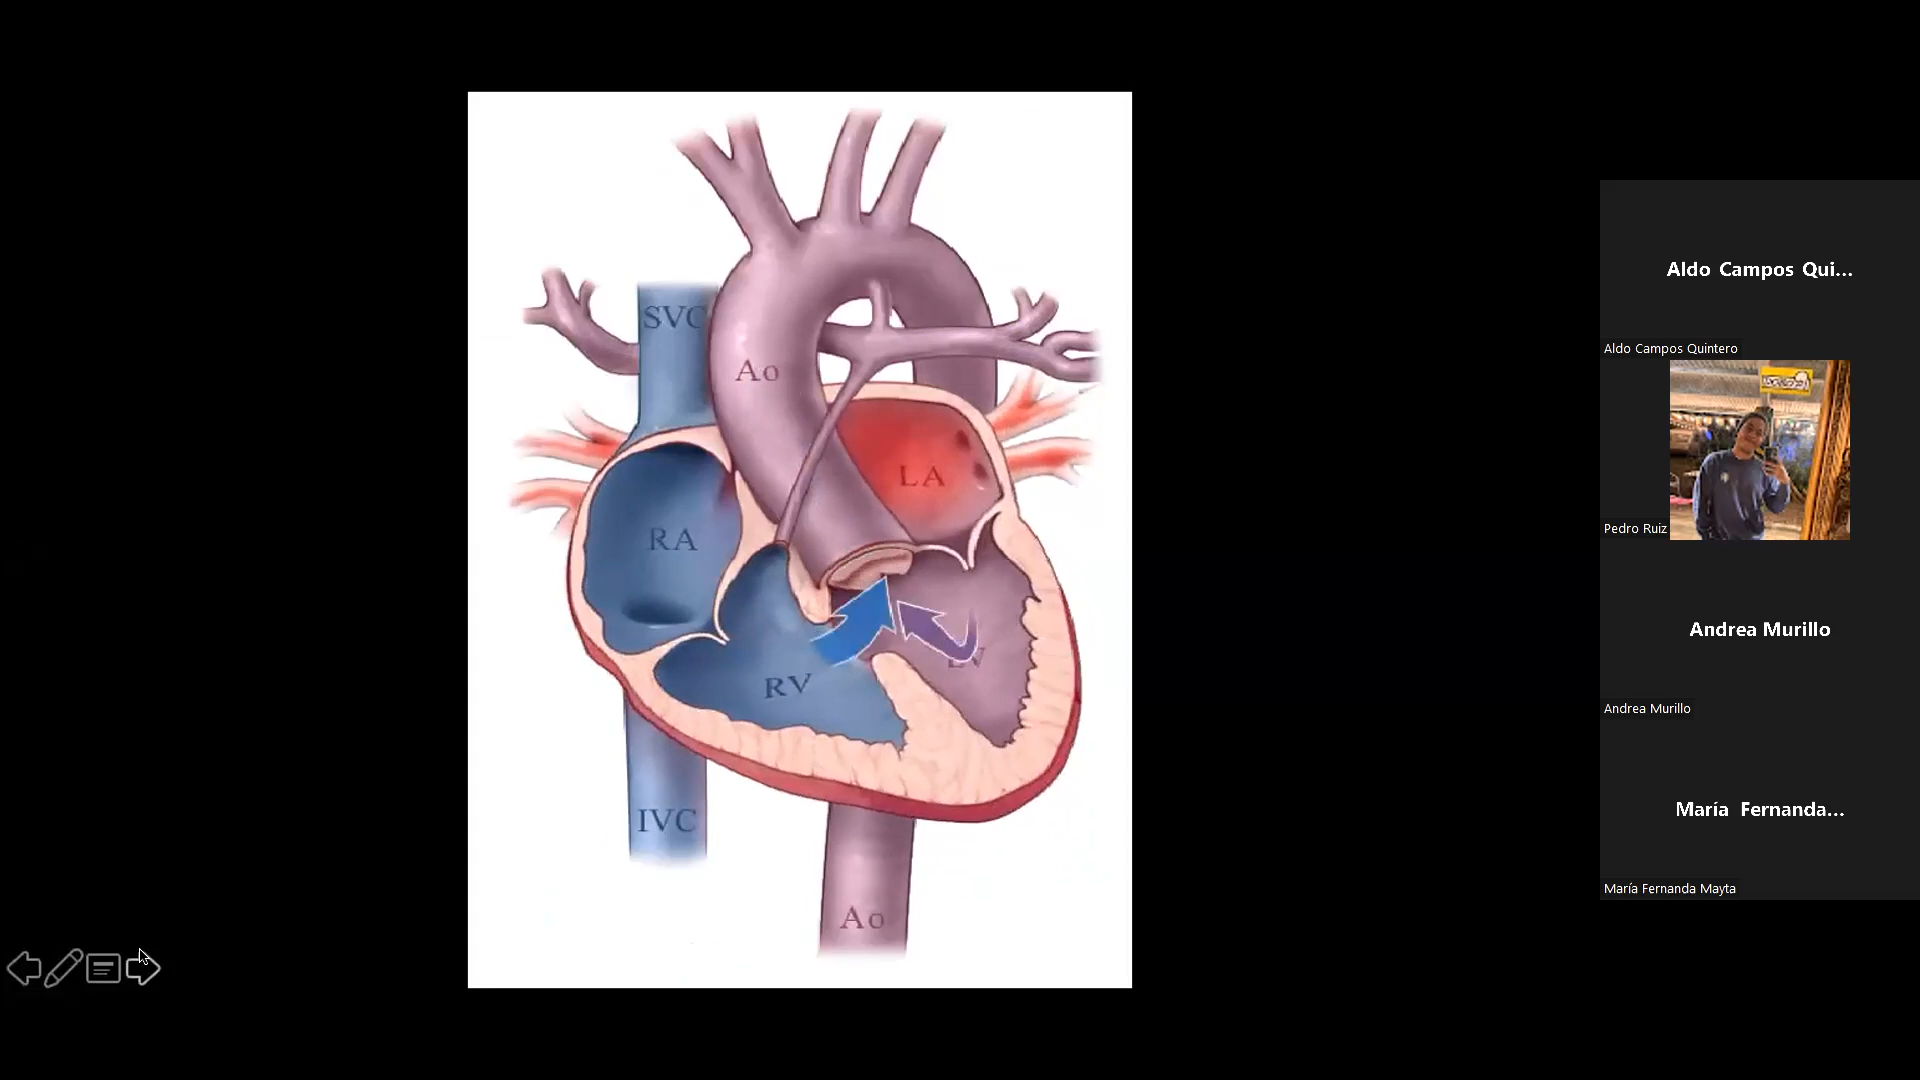 SVC
Ao
LA
RA
RV
LV
IVC
Ao
Aldo Campos Qui...
Aldo Campos Quintero
Pedro Ruiz
Andrea Murillo
Andrea Murillo
María Fernanda...
María Fernanda Mayta